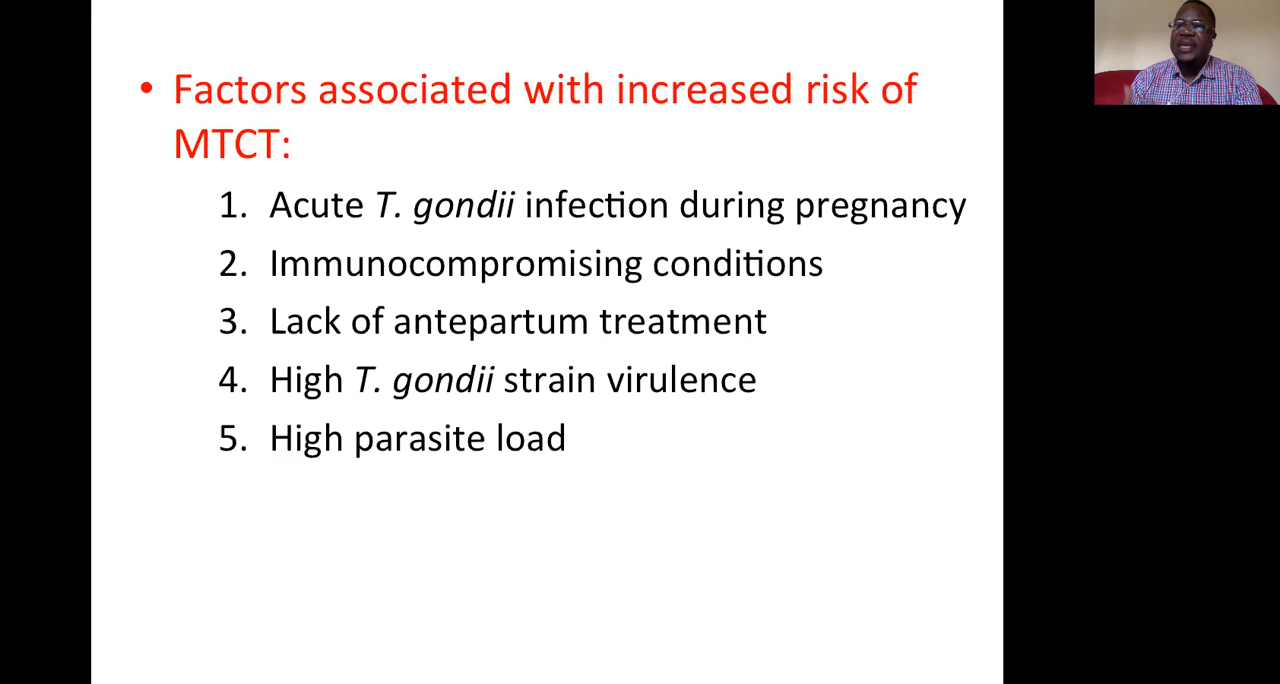 • Factors associated with increased risk of
MTCT:
1. Acute T. gondii infection during pregnancy
2. Immunocompromising conditions
3. Lack of antepartum treatment
4. High T. gondii strain virulence
5. High parasite load